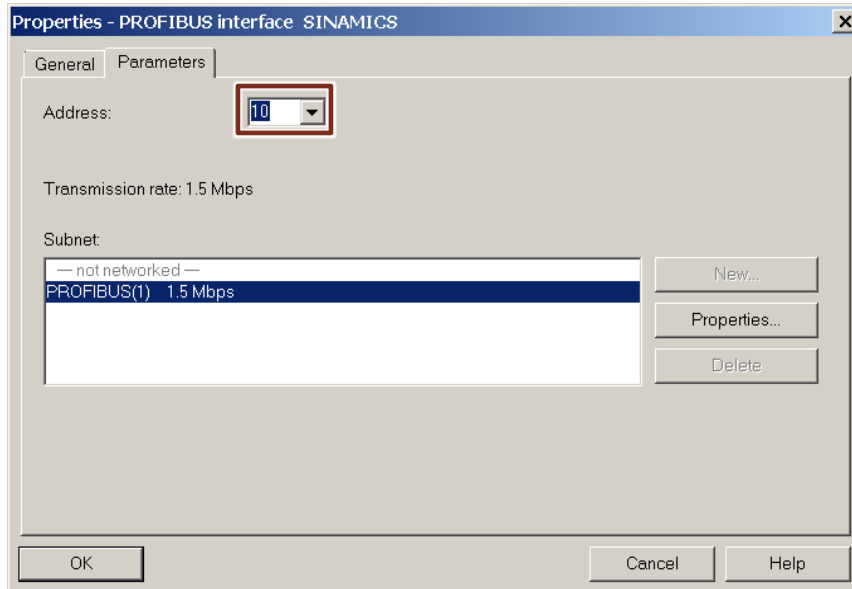 Properties - PROFIBUS interface SINAMICS
General Parameters
Address: 10
Transmission rate: 1.5 Mbps
Subnet:
— not networked —
PROFIBUS(1) 1.5 Mbps
New...
Properties...
Delete
OK Cancel Help